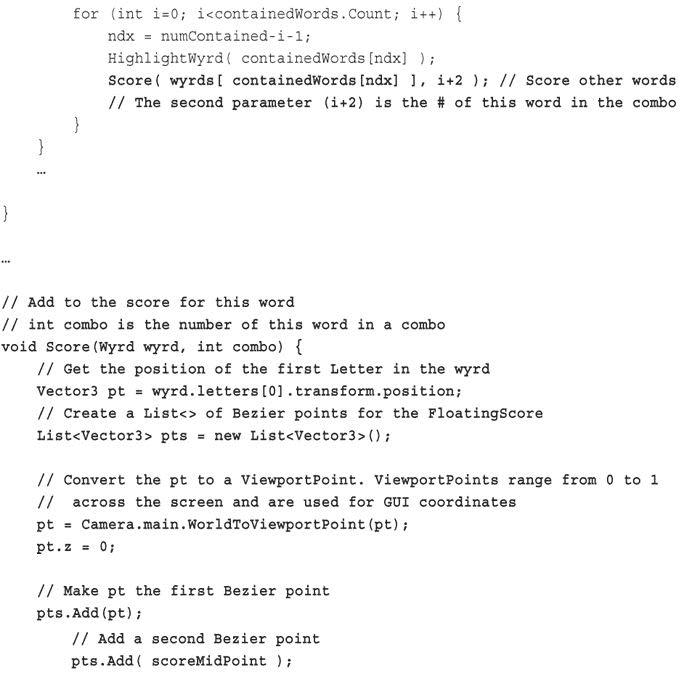 for (int i=0; i<containedWords.Count; i++) {
ndx = numContained-i-1;
HighlightWyrd( containedWords[ndx] );
Score( wyrds[ containedWords[ndx] ], i+2 ); // Score other words
// The second parameter (i+2) is the # of this word in the combo
}
}
…
}
…
// Add to the score for this word
// int combo is the number of this word in a combo
void Score(Wyrd wyrd, int combo) {
// Get the position of the first Letter in the wyrd
Vector3 pt = wyrd.letters[0].transform.position;
// Create a List<> of Bezier points for the FloatingScore
List<Vector3> pts = new List<Vector3>();
// Convert the pt to a ViewportPoint. ViewportPoints range from 0 to 1
//  across the screen and are used for GUI coordinates
pt = Camera.main.WorldToViewportPoint(pt);
pt.z = 0;
// Make pt the first Bezier point
pts.Add(pt);
// Add a second Bezier point
pts.Add( scoreMidPoint );